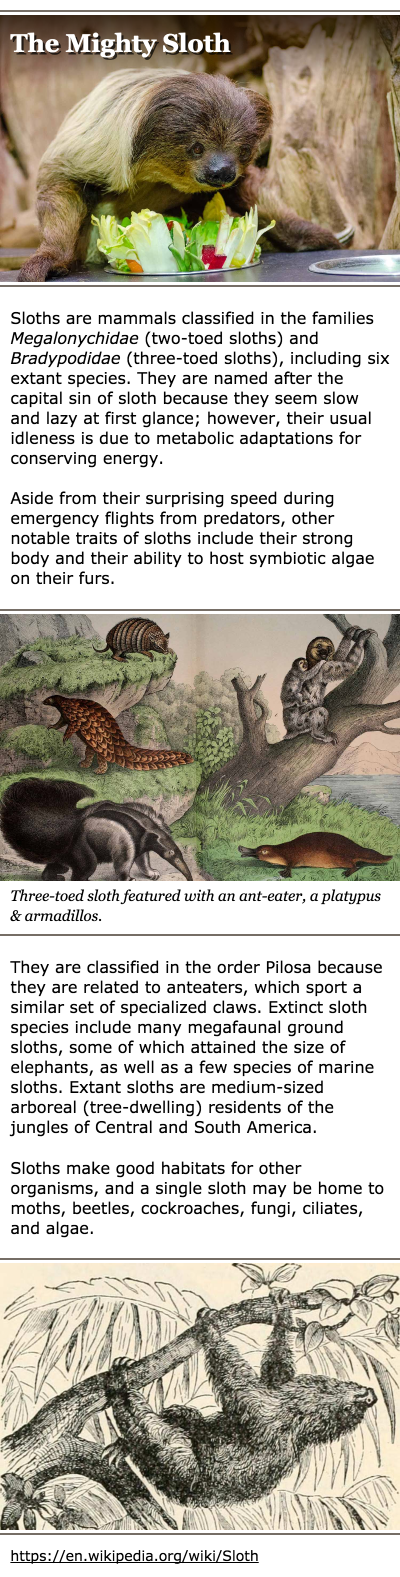 The Mighty Sloth
Sloths are mammals classified in the families
Megalonychidae (two-toed sloths) and
Bradypodidae (three-toed sloths), including six
extant species. They are named after the
capital sin of sloth because they seem slow
and lazy at first glance; however, their usual
idleness is due to metabolic adaptations for
conserving energy.
Aside from their surprising speed during
emergency flights from predators, other
notable traits of sloths include their strong
body and their ability to host symbiotic algae
on their furs.
Three-toed sloth featured with an ant-eater, a platypus
& armadillos.
They are classified in the order Pilosa because
they are related to anteaters, which sport a
similar set of specialized claws. Extinct sloth
species include many megafaunal ground
sloths, some of which attained the size of
elephants, as well as a few species of marine
sloths. Extant sloths are medium-sized
arboreal (tree-dwelling) residents of the
jungles of Central and South America.
Sloths make good habitats for other
organisms, and a single sloth may be home to
moths, beetles, cockroaches, fungi, ciliates,
and algae.
https://en.wikipedia.org/wiki/Sloth